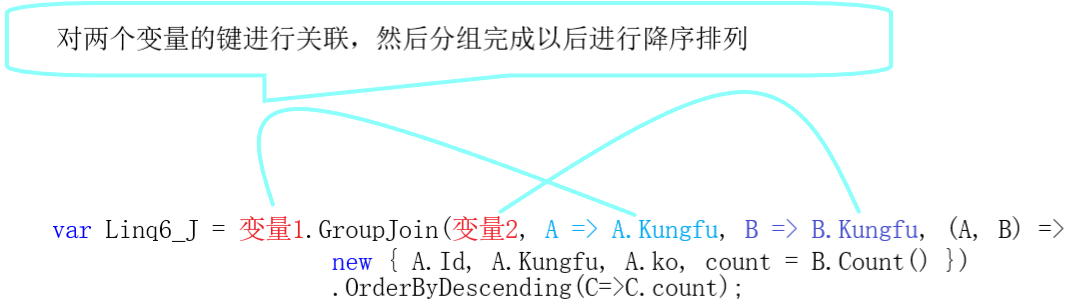 对两个变量的键进行关联，然后分组完成以后进行降序排列
var Linq6_J = 变量1.GroupJoin(变量2, A => A.Kungfu, B => B.Kungfu, (A, B) =>
new { A.Id, A.Kungfu, A.ko, count = B.Count() })
.OrderByDescending(C=>C.count);